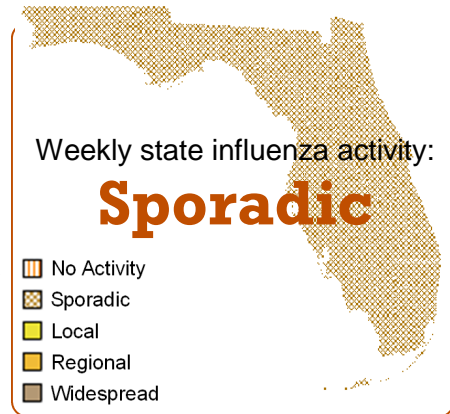 Weekly state influenza activity:
Sporadic
No Activity
Sporadic
Local
Regional
Widespread